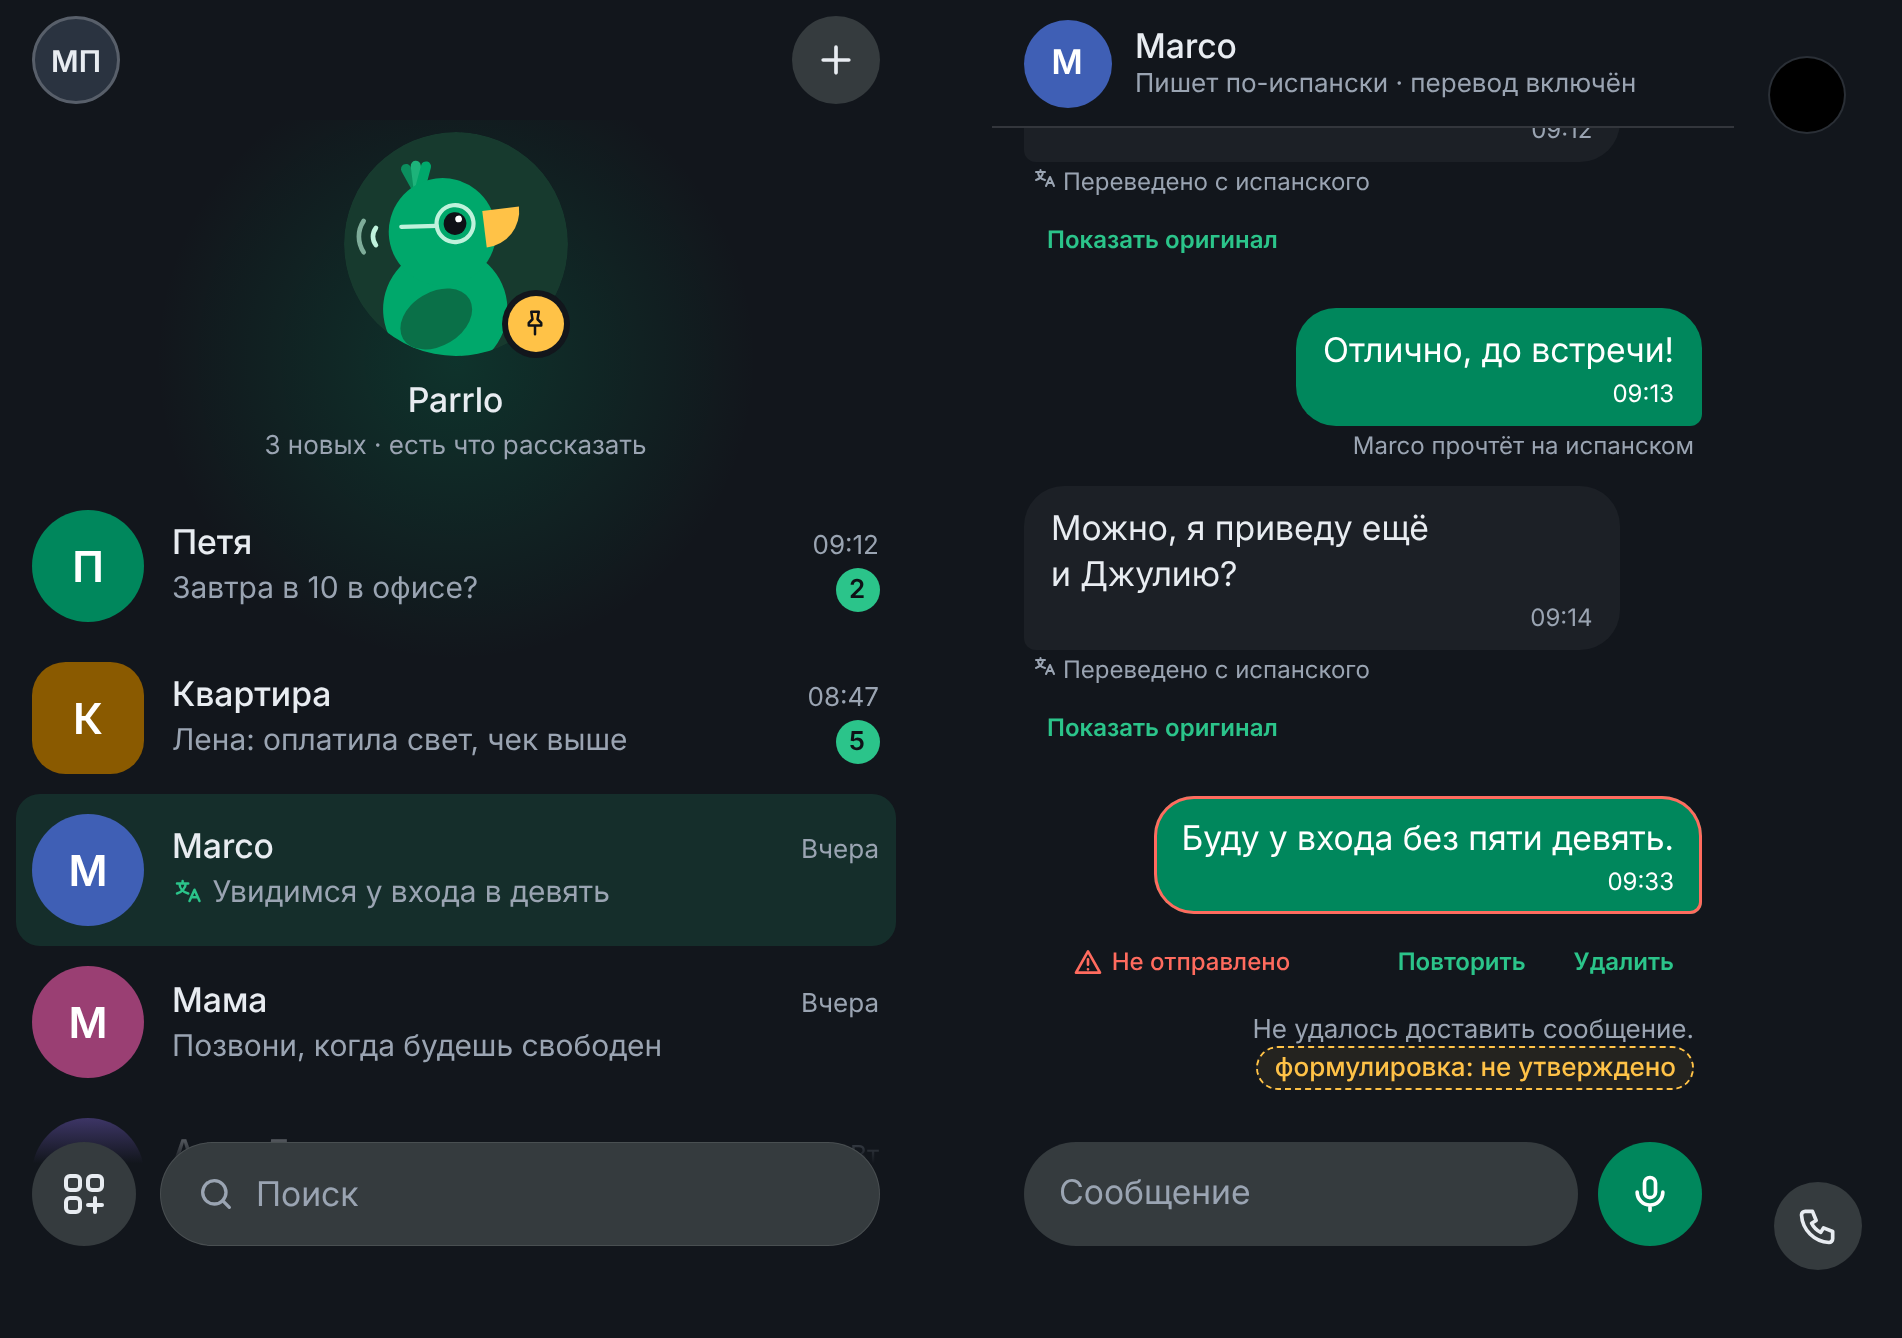 МП
Parrlo
3 новых · есть что рассказать
П
Петя
09:12
Завтра в 10 в офисе?
2
К
Квартира
08:47
Лена: оплатила свет, чек выше
5
M
Marco
Вчера
Увидимся у входа в девять
М
Мама
Вчера
Позвони, когда будешь свободен
Поиск
M
Marco
Пишет по-испански · перевод включён
09:12
Переведено с испанского
Показать оригинал
Отлично, до встречи!
09:13
Marco прочтёт на испанском
Можно, я приведу ещё
и Джулию?
09:14
Переведено с испанского
Показать оригинал
Буду у входа без пяти девять.
09:33
Не отправлено
Повторить
Удалить
Не удалось доставить сообщение.
формулировка: не утверждено
Сообщение